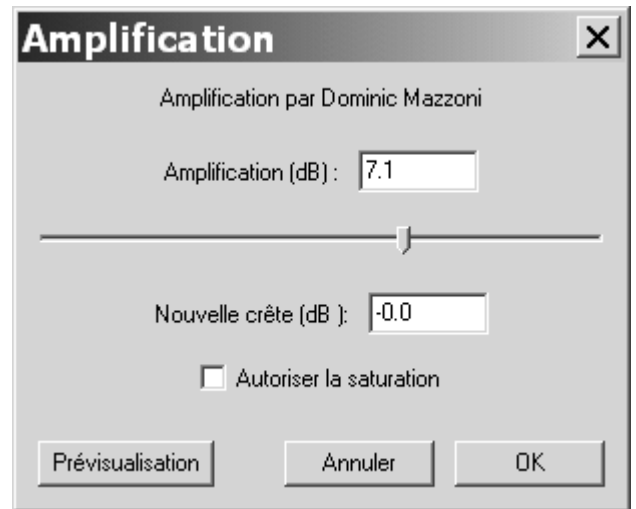 Amplification
Amplification par Dominic Mazzoni
Amplification (dB) : 7.1
Nouvelle crête (dB ): -0.0
Autoriser la saturation
Prévisualisation Annuler OK